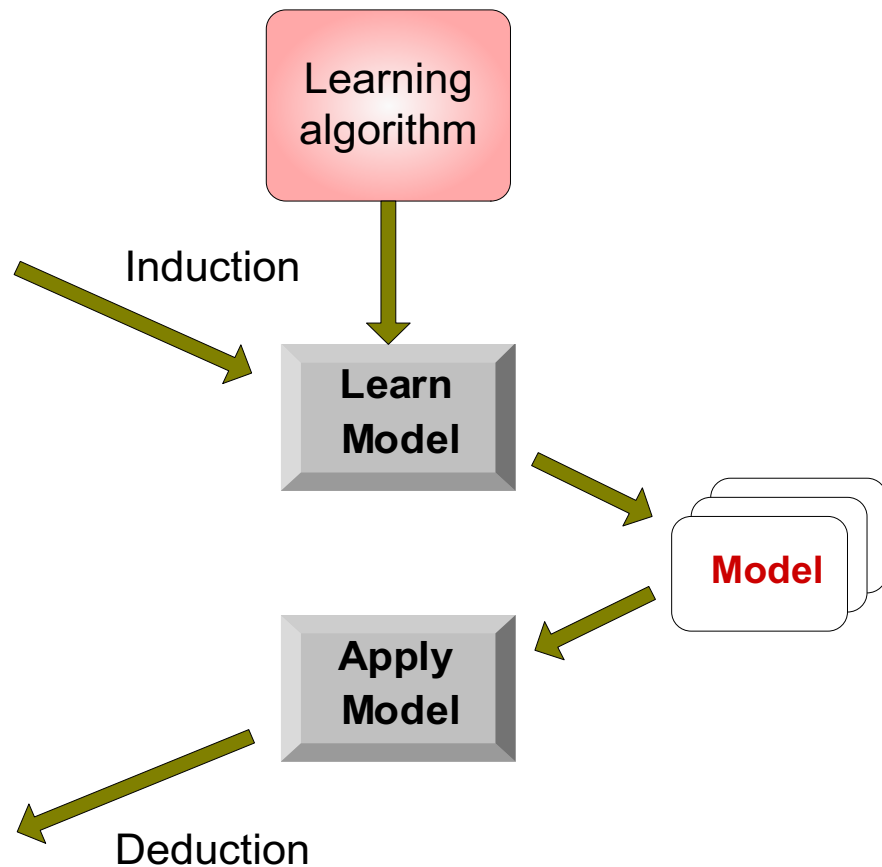 Learning
algorithm
Induction
Learn
Model
Model
Apply
Model
Deduction